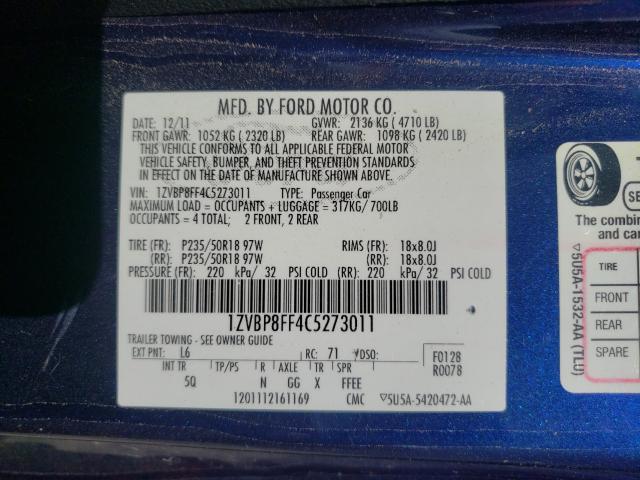 MFD. BY FORD MOTOR CO.
DATE: 12/11 GVWR: 2136 KG ( 4710 LB)
FRONT GAWR: 1052 KG ( 2320 LB) REAR GAWR: 1098 KG ( 2420 LB)
THIS VEHICLE CONFORMS TO ALL APPLICABLE FEDERAL MOTOR
VEHICLE SAFETY, BUMPER, AND THEFT PREVENTION STANDARDS
IN EFFECT ON THE DATE OF MANUFACTURE SHOWN ABOVE.
VIN: 1ZVBP8FF4C5273011 TYPE: Passenger Car
MAXIMUM LOAD = OCCUPANTS + LUGGAGE = 317KG/ 700LB
OCCUPANTS = 4 TOTAL; 2 FRONT, 2 REAR
TIRE (FR): P235/50R18 97W RIMS (FR): 18x8.0J
(RR): P235/50R18 97W (RR): 18x8.0J
PRESSURE (FR): 220 kPa/ 32 PSI COLD (RR): 220 kPa/ 32 PSI COLD
1ZVBP8FF4C5273011
TRAILER TOWING - SEE OWNER GUIDE
EXT PNT: L6 RC: 71 DSO: F0128
INT TR TP/PS R AXLE TR SPR R0078
5Q N GG X FFEE
1201112161169 CMC ▽5U5A-5420472-AA
The combin
and car
TIRE
FRONT
REAR
SPARE
▽5U5A-1532-AA (TLU)